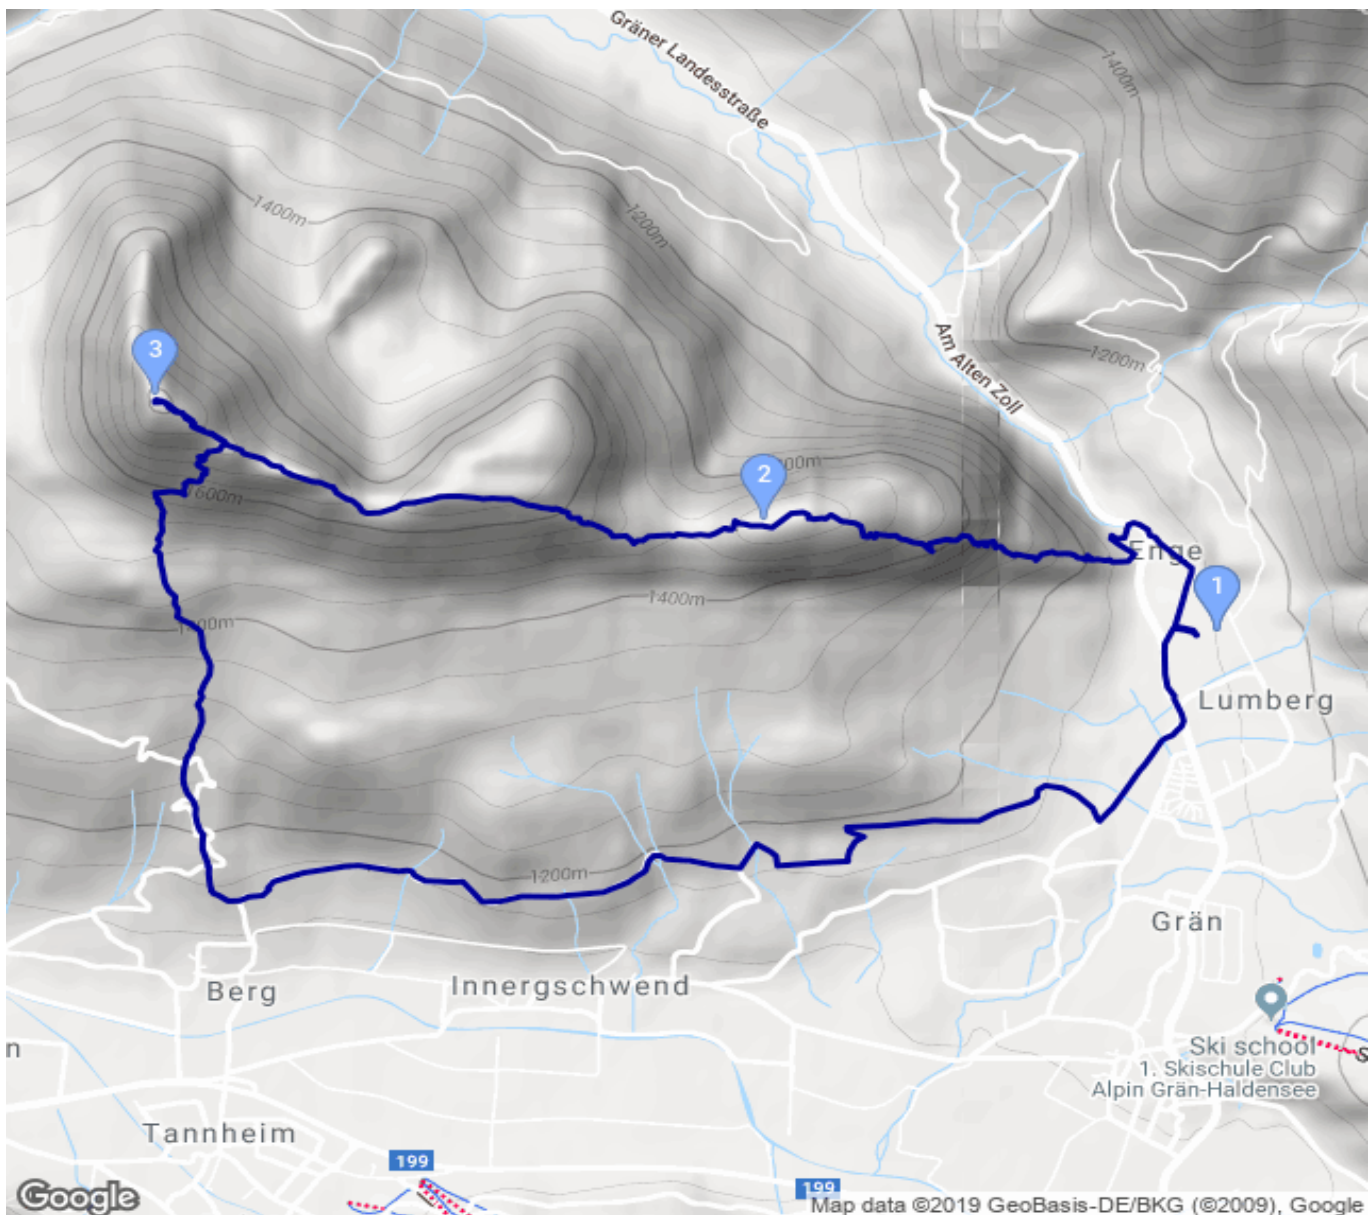 Gräner Landesstraße
1400m
1400m
1200m
3
Am Alten Zoll
1200m
2
1600m
Enge
1
1400m
Lumberg
1200m
Grän
Berg
Innergschwend
n
Ski school
1. Skischule Club
Alpin Grän-Haldensee
S
Tannheim
199
199
Google
Map data ©2019 GeoBasis-DE/BKG (©2009), Google